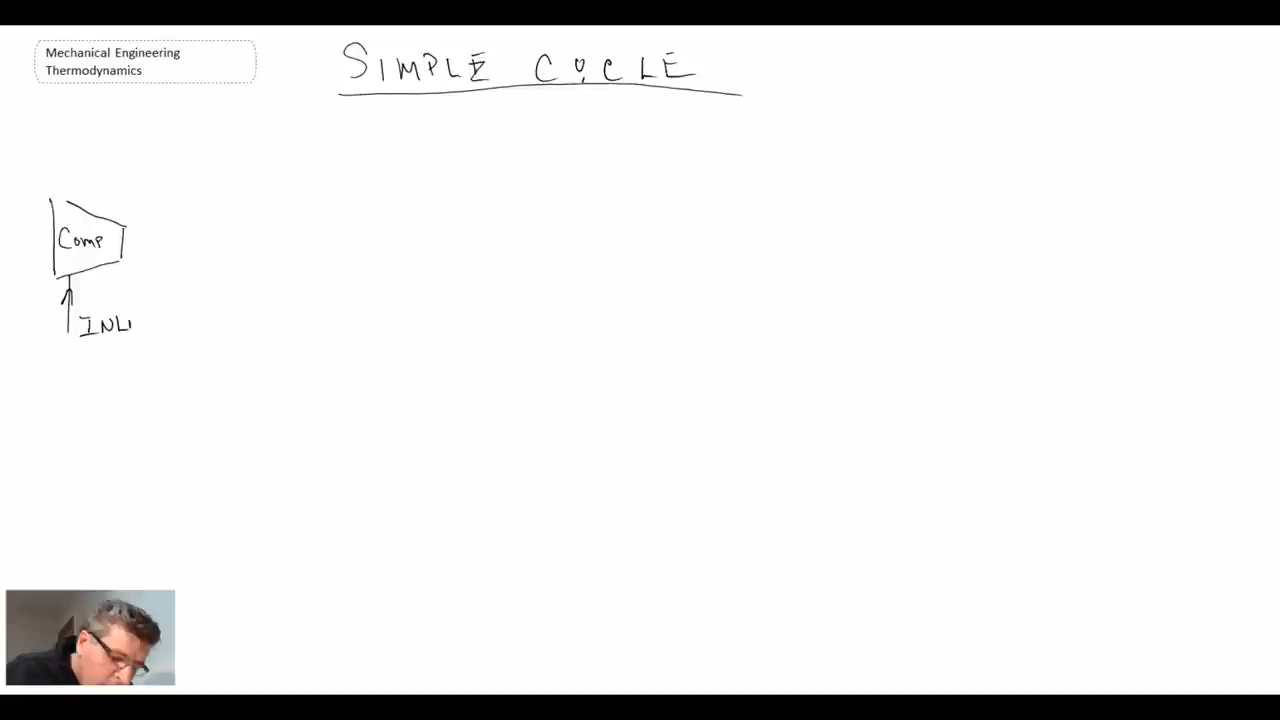 Mechanical Engineering
Thermodynamics
SIMPLE CYCLE
Comp
INL